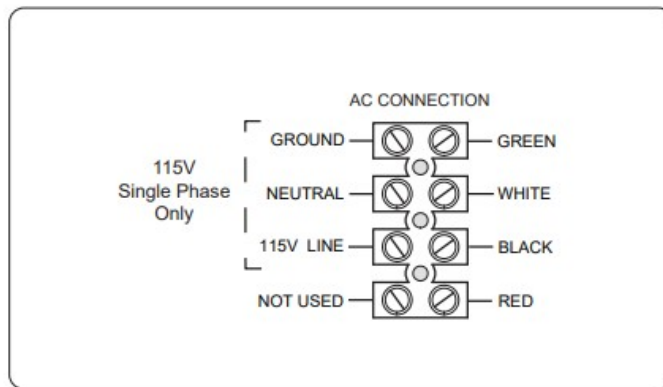 AC CONNECTION
GROUND
GREEN
115V
Single Phase
Only
NEUTRAL
WHITE
115V LINE
BLACK
NOT USED
RED